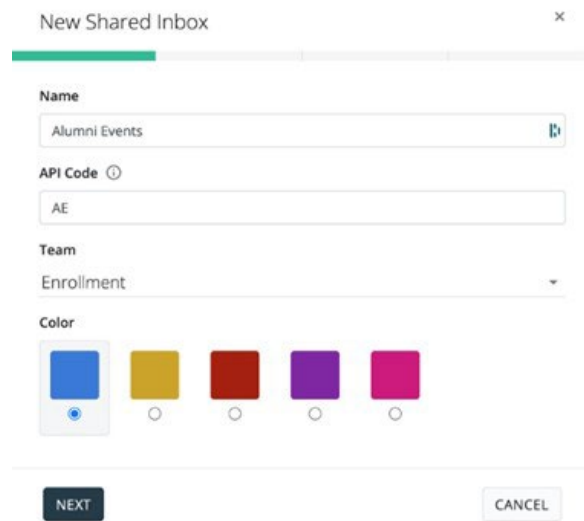 New Shared Inbox
Name
Alumni Events
API Code
AE
Team
Enrollment
Color
NEXT
CANCEL